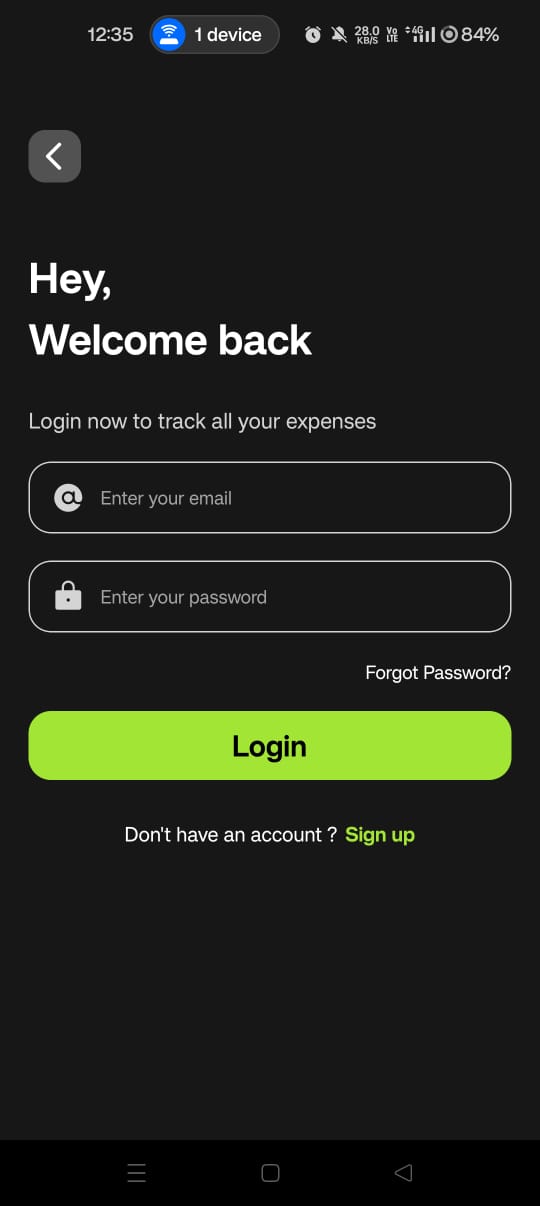 12:35
1 device
28.0
KB/S
Vo
LTE
4G
84%
Hey,
Welcome back
Login now to track all your expenses
Enter your email
Enter your password
Forgot Password?
Login
Don't have an account ? Sign up